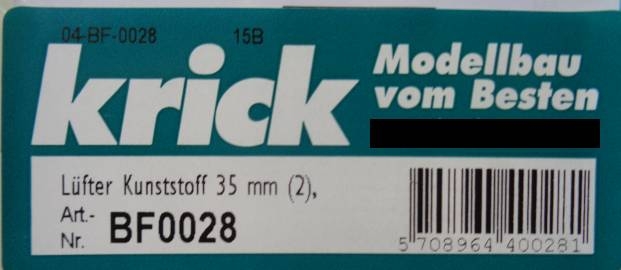 04-BF-0028 15B
krick
Modellbau
vom Besten
Lüfter Kunststoff 35 mm (2),
Art.-
Nr. BF0028
5 708964 400281